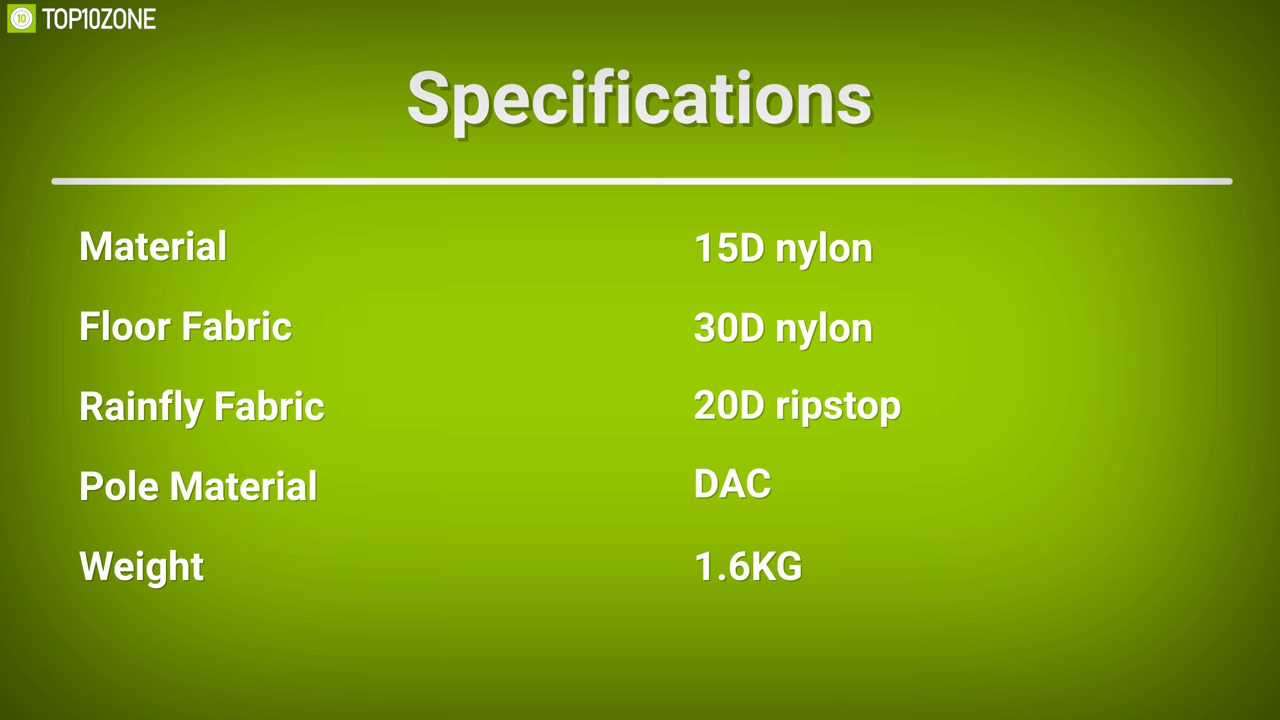 10 TOP10ZONE
Specifications
Material 15D nylon
Floor Fabric 30D nylon
Rainfly Fabric 20D ripstop
Pole Material DAC
Weight 1.6KG